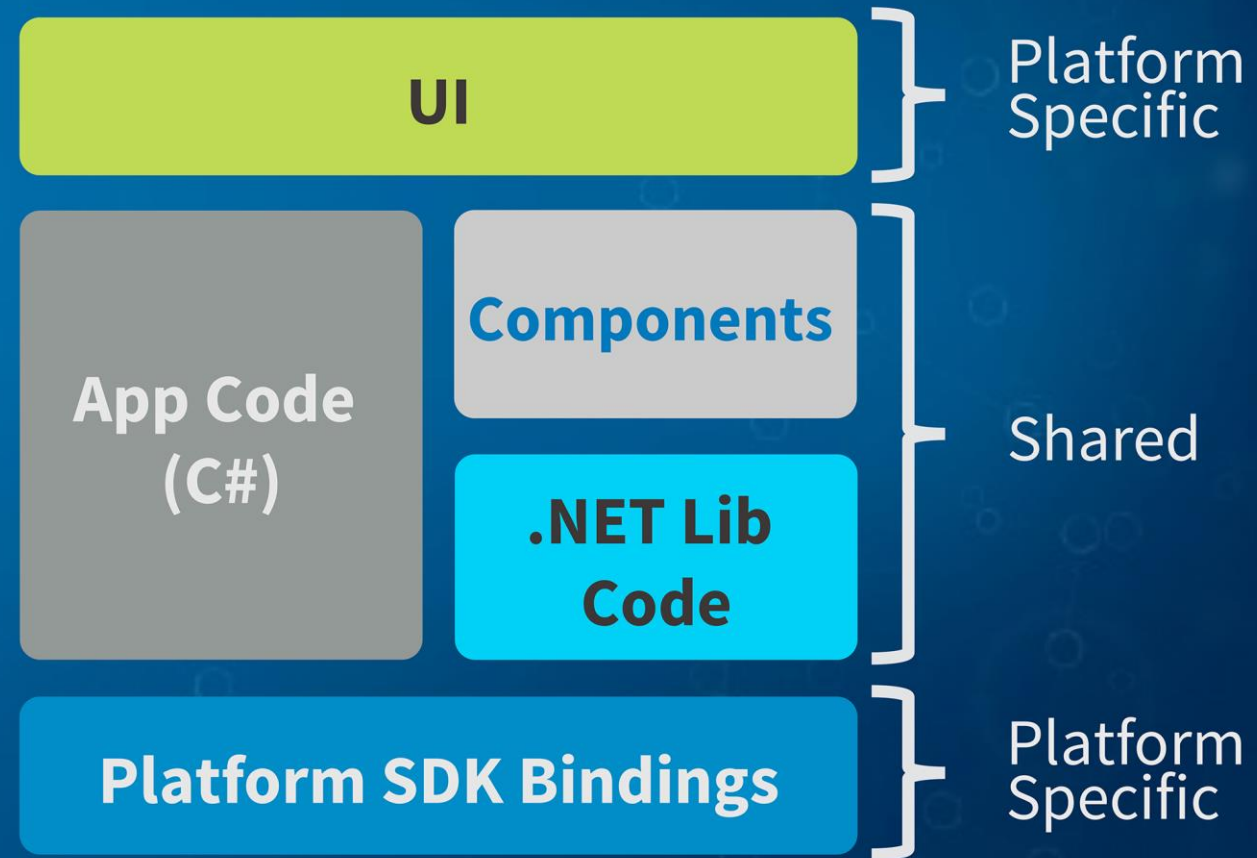 UI
Platform
Specific
App Code
(C#)
Components
.NET Lib
Code
Shared
Platform SDK Bindings
Platform
Specific